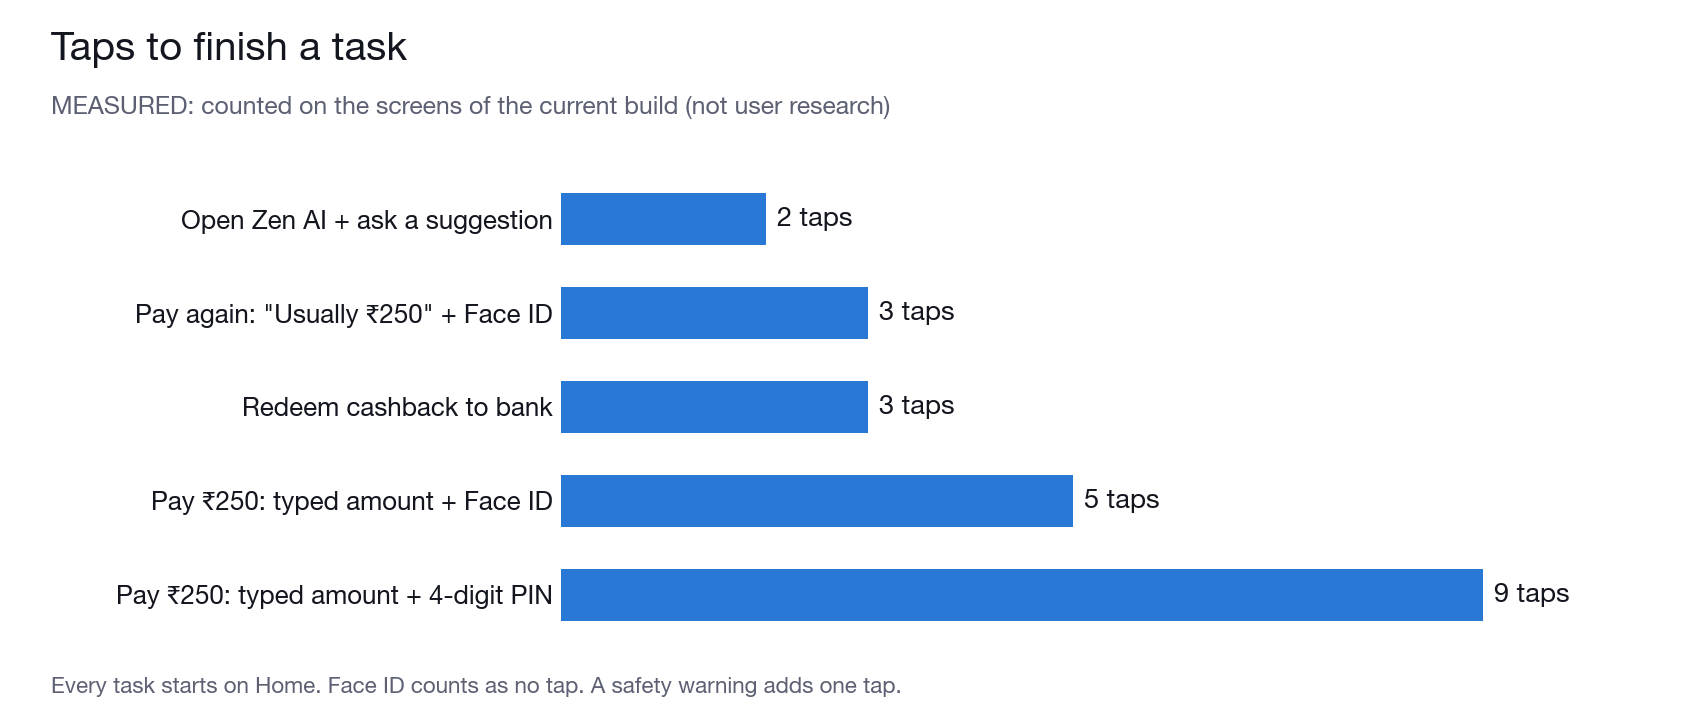 Taps to finish a task
MEASURED: counted on the screens of the current build (not user research)
Open Zen AI + ask a suggestion 2 taps
Pay again: "Usually ₹250" + Face ID 3 taps
Redeem cashback to bank 3 taps
Pay ₹250: typed amount + Face ID 5 taps
Pay ₹250: typed amount + 4-digit PIN 9 taps
Every task starts on Home. Face ID counts as no tap. A safety warning adds one tap.